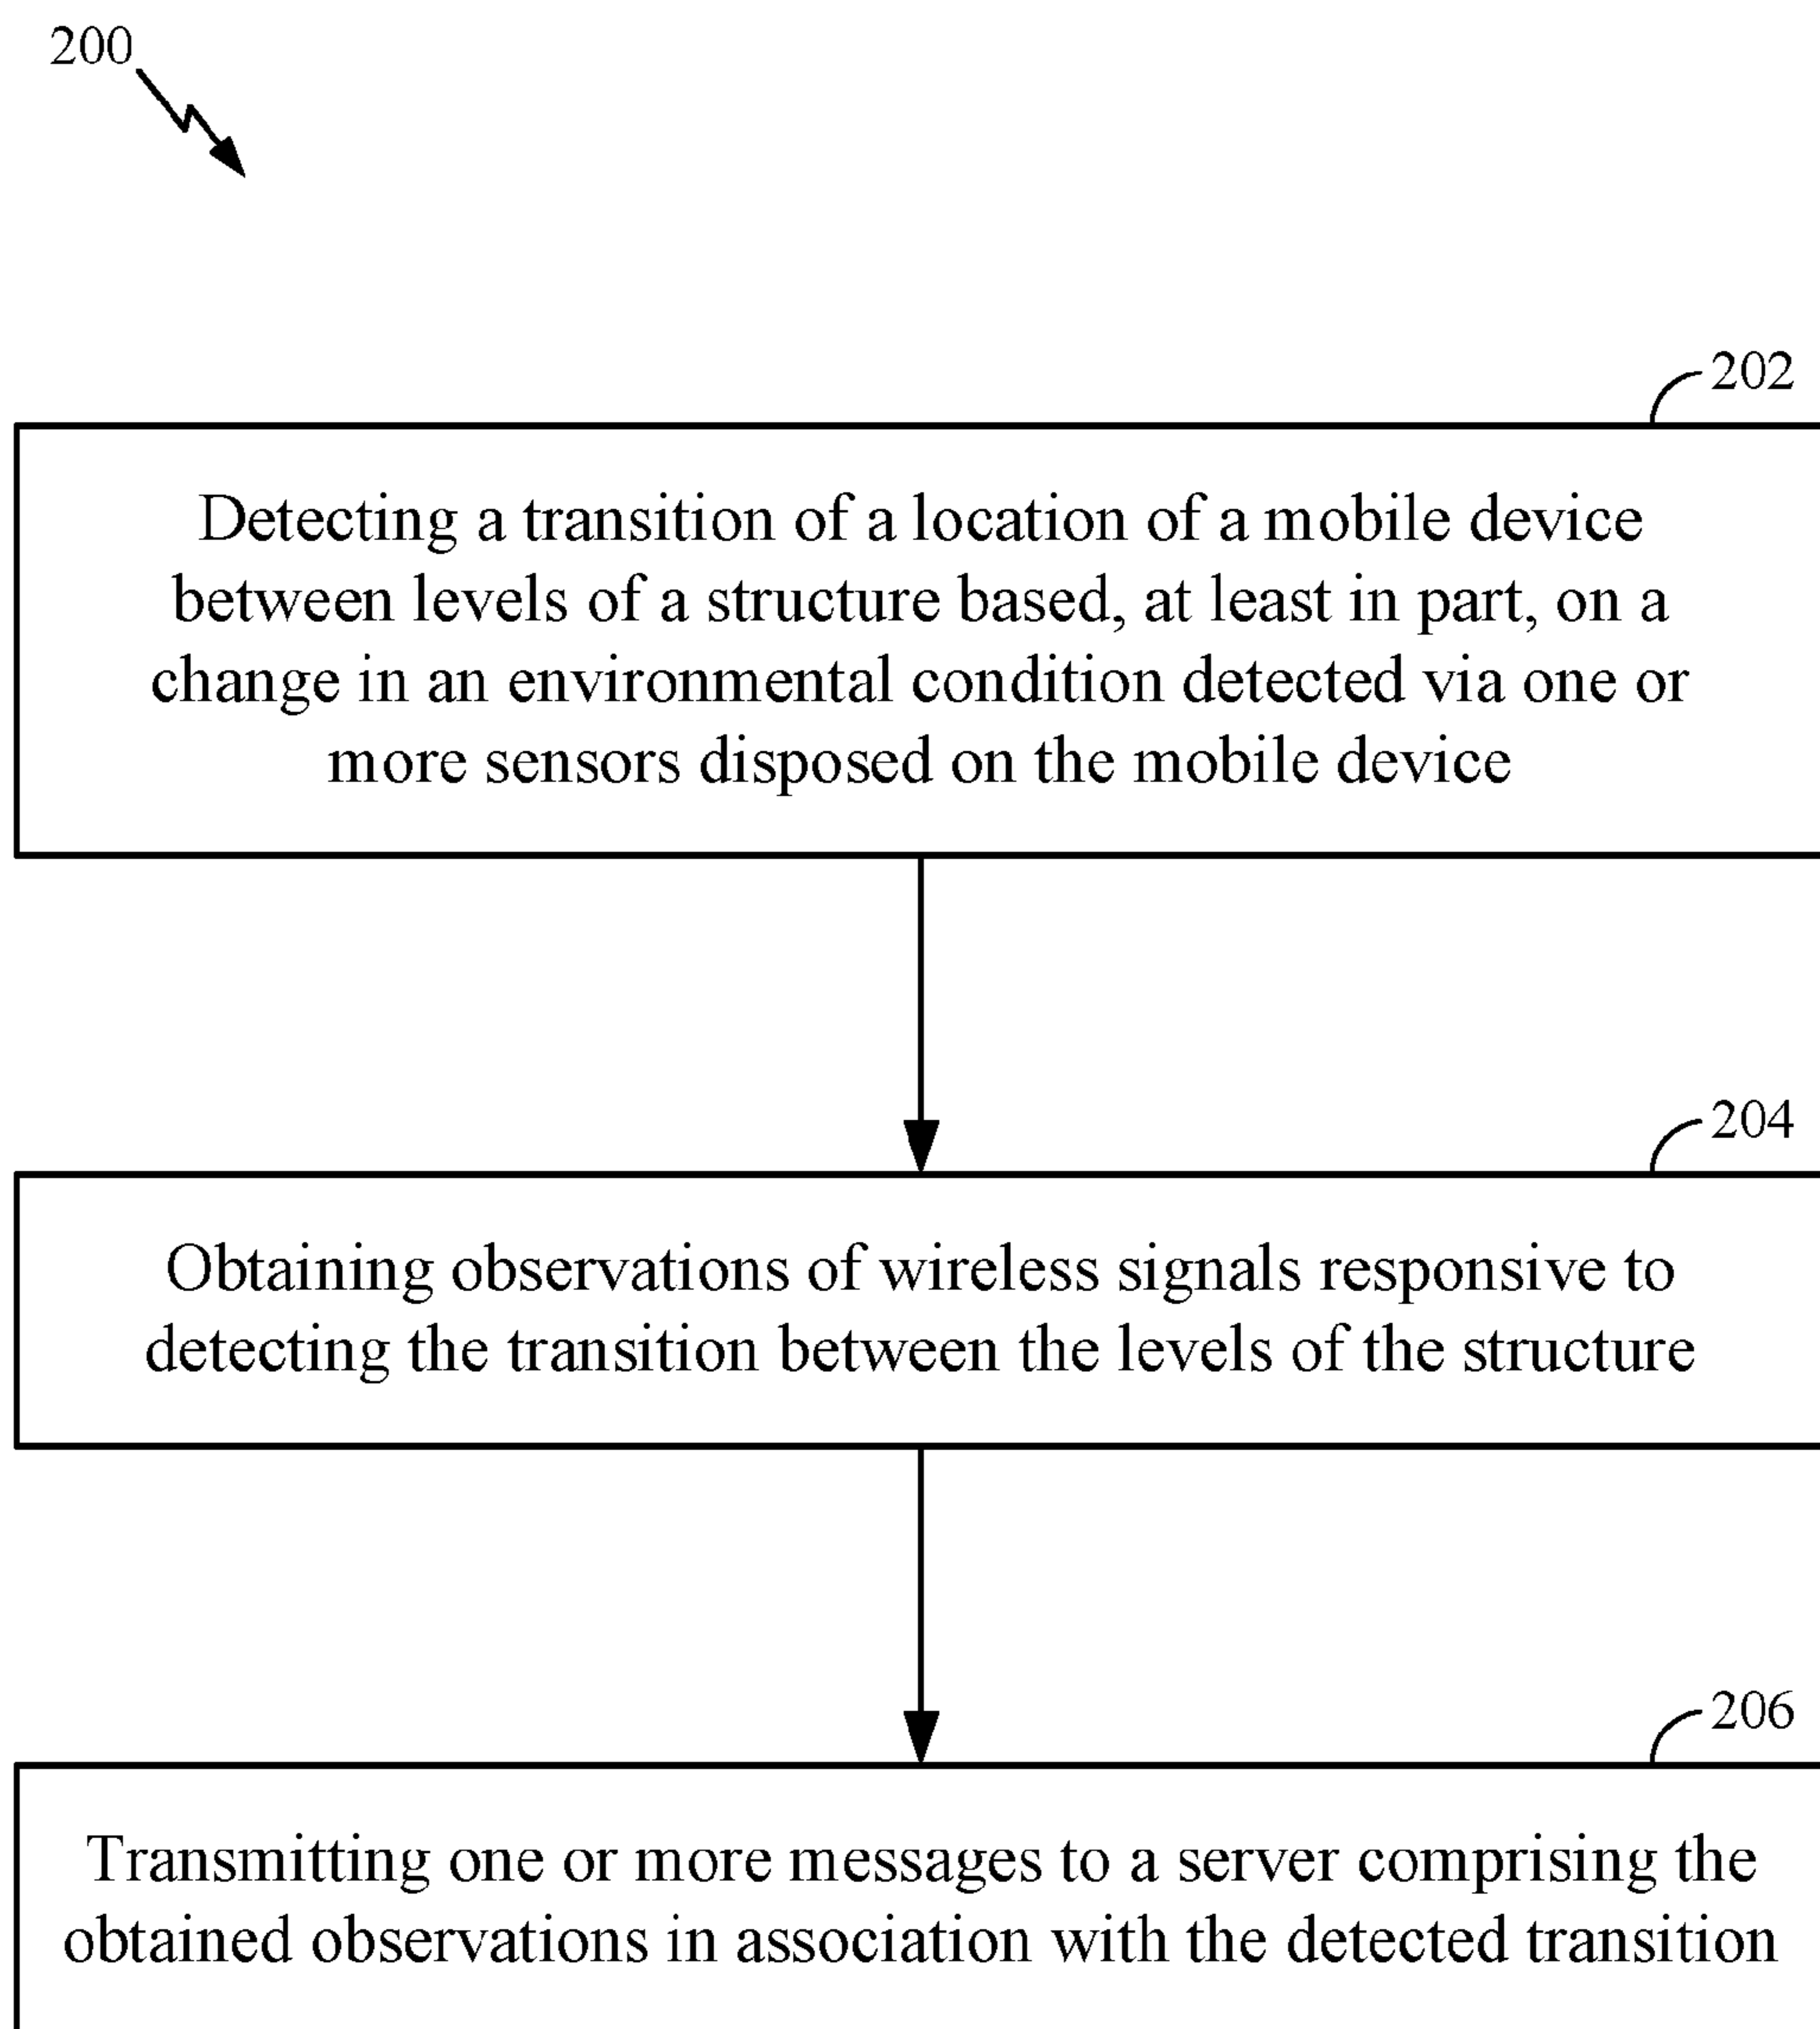 200
202
Detecting a transition of a location of a mobile device
between levels of a structure based, at least in part, on a
change in an environmental condition detected via one or
more sensors disposed on the mobile device
204
Obtaining observations of wireless signals responsive to
detecting the transition between the levels of the structure
206
Transmitting one or more messages to a server comprising the
obtained observations in association with the detected transition